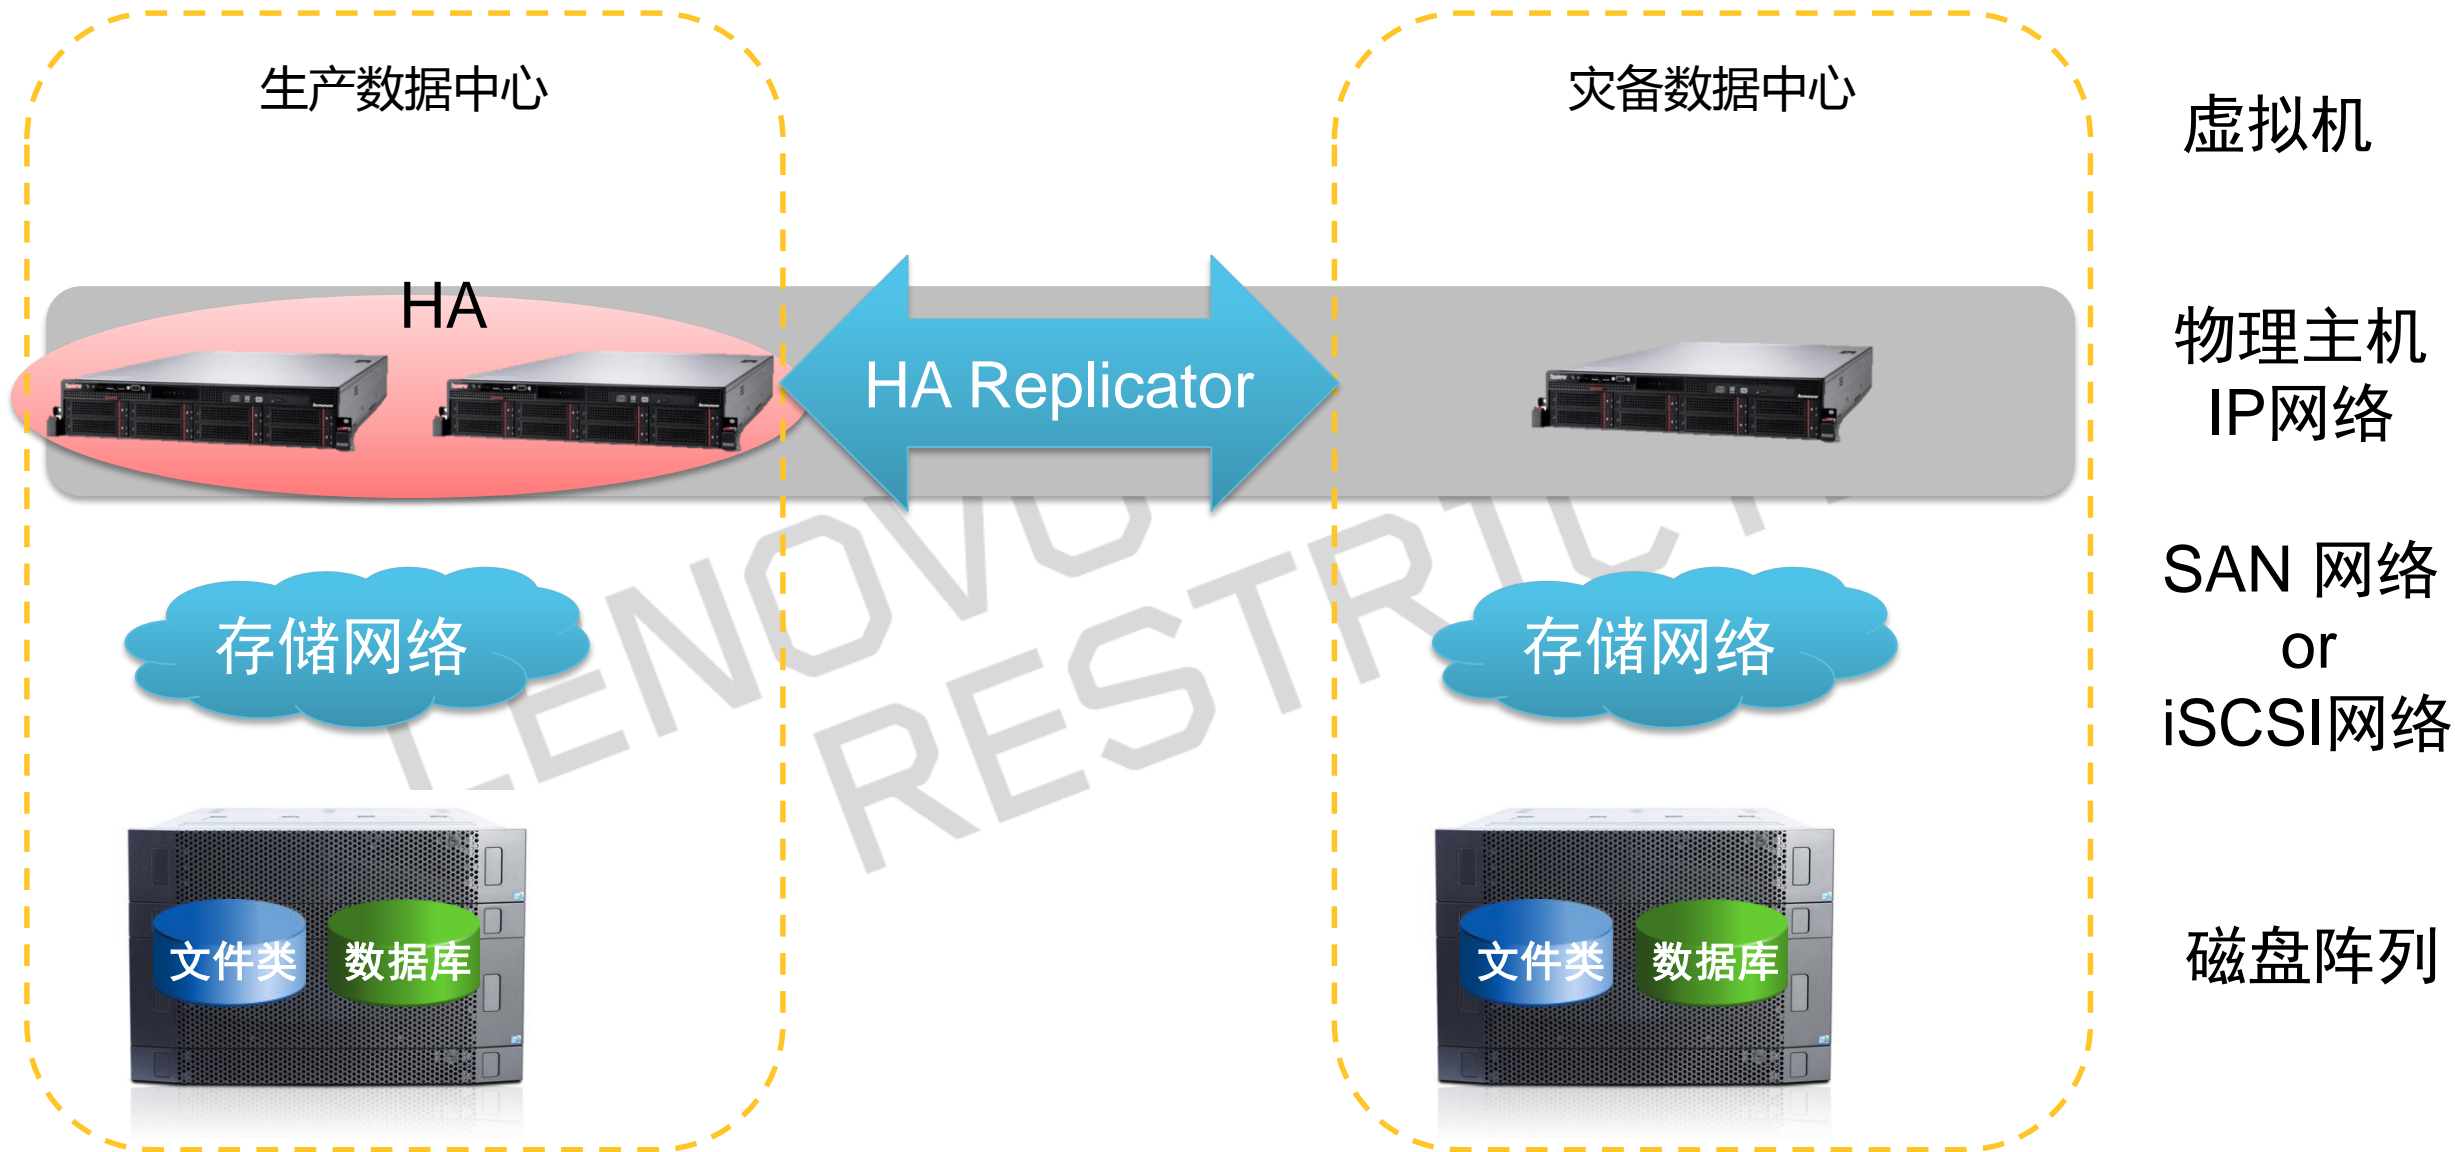 生产数据中心
灾备数据中心
虚拟机
HA
HA Replicator
物理主机
IP网络
LENOVO
RESTRICT
存储网络
存储网络
SAN 网络
or
iSCSI网络
文件类
数据库
文件类
数据库
磁盘阵列